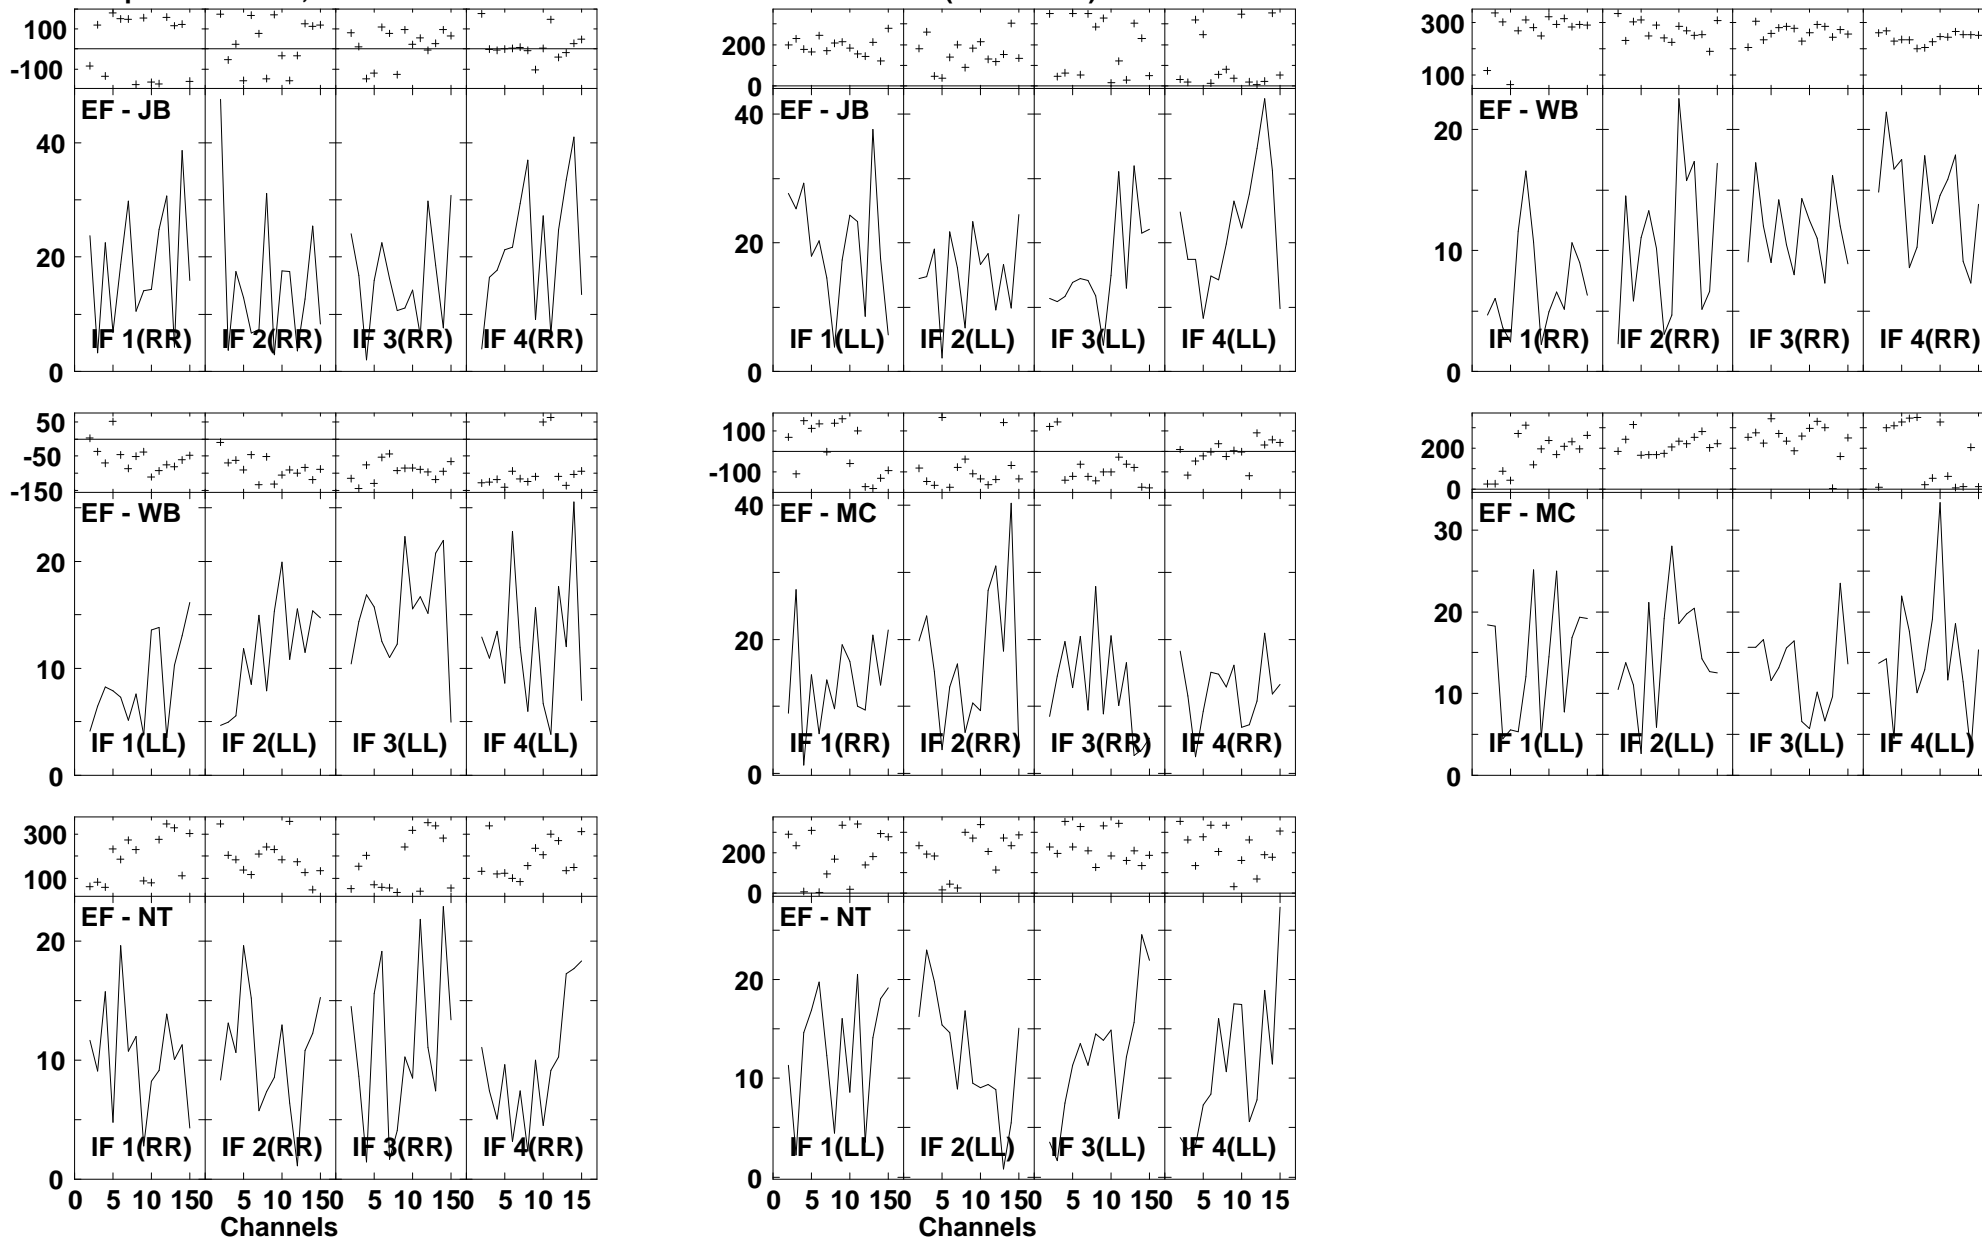 100
-100
EF - JB
40
20
0
IF 1(RR) IF 2(RR) IF 3(RR) IF 4(RR)
200
0
EF - JB
40
20
0
IF 1(LL) IF 2(LL) IF 3(LL) IF 4(LL)
300
100
EF - WB
20
10
0
IF 1(RR) IF 2(RR) IF 3(RR) IF 4(RR)
50
-50
-150
EF - WB
20
10
0
IF 1(LL) IF 2(LL) IF 3(LL) IF 4(LL)
100
-100
EF - MC
40
20
0
IF 1(RR) IF 2(RR) IF 3(RR) IF 4(RR)
200
0
EF - MC
30
20
10
0
IF 1(LL) IF 2(LL) IF 3(LL) IF 4(LL)
300
100
EF - NT
20
10
0
IF 1(RR) IF 2(RR) IF 3(RR) IF 4(RR)
0 5 10 150 5 10 150 5 10 150 5 10 15
Channels
200
0
EF - NT
20
10
0
IF 1(LL) IF 2(LL) IF 3(LL) IF 4(LL)
0 5 10 150 5 10 150 5 10 150 5 10 15
Channels